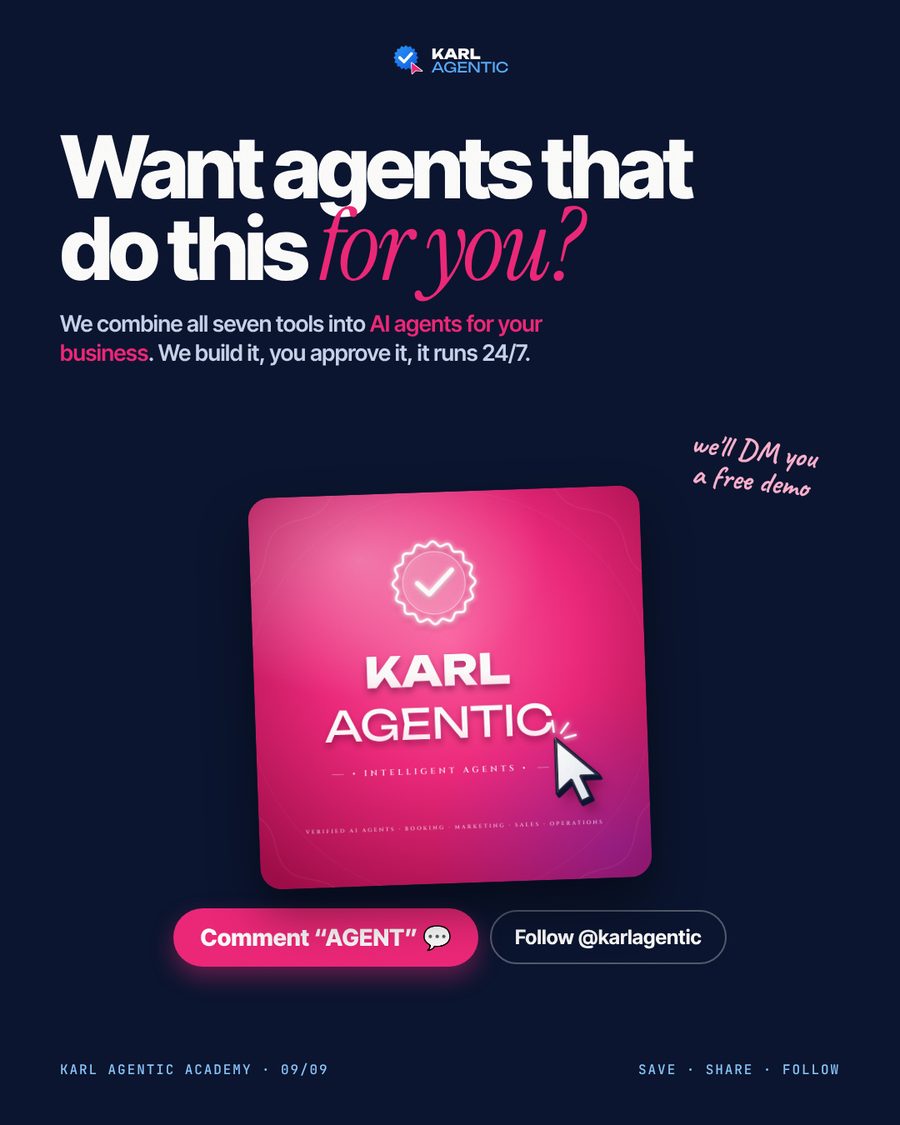 KARL
AGENTIC
Want agents that
do this for you?
We combine all seven tools into AI agents for your
business. We build it, you approve it, it runs 24/7.
we'll DM you
a free demo
KARL
AGENTIC
— • INTELLIGENT AGENTS • —
VERIFIED AI AGENTS · BOOKING · MARKETING · SALES · OPERATIONS
Comment “AGENT” 💬
Follow @karlagentic
KARL AGENTIC ACADEMY · 09/09
SAVE · SHARE · FOLLOW